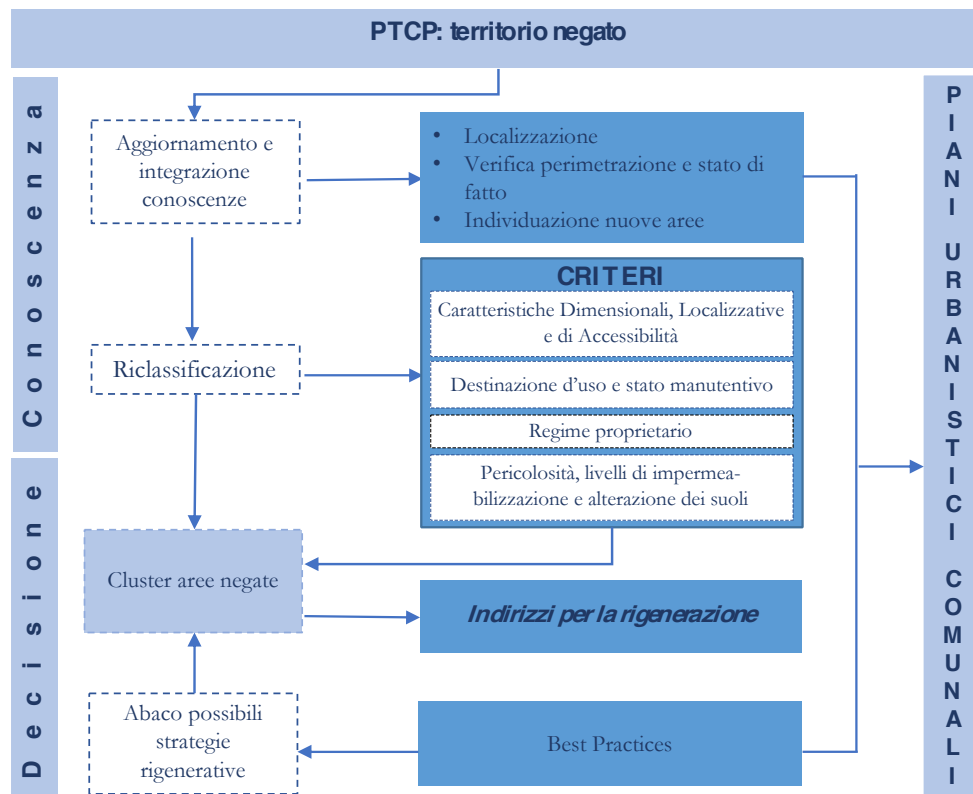 PTCP: territorio negato
Conoscenza
Aggiornamento e
integrazione
conoscenze
• Localizzazione
• Verifica perimetrazione e stato di
fatto
• Individuazione nuove aree
CRITERI
Caratteristiche Dimensionali, Localizzative
e di Accessibilità
Riclassificazione
Destinazione d'uso e stato manutentivo
Regime proprietario
Pericolosità, livelli di impermea-
bilizzazione e alterazione dei suoli
Decisione
Cluster aree negate
Indirizzi per la rigenerazione
Abaco possibili
strategie
rigenerative
Best Practices
PIANI URBANISTICI COMUNALI